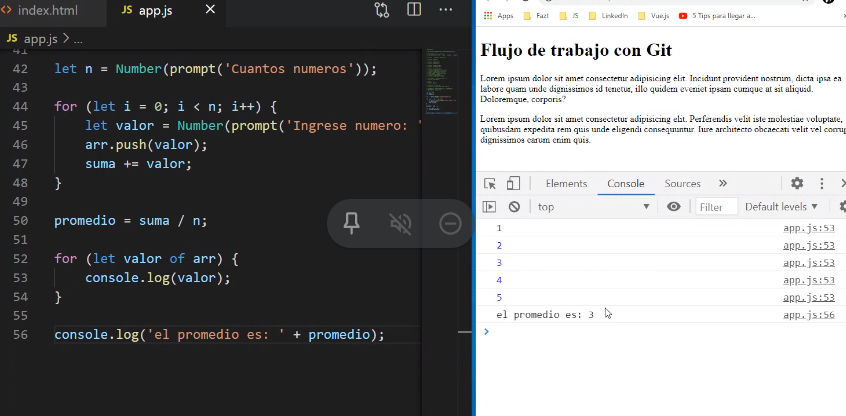 index.html
JS app.js
JS app.js > ...
41
42 let n = Number(prompt('Cuantos numeros'));
43
44 for (let i = 0; i < n; i++) {
45 let valor = Number(prompt('Ingrese numero: '
46 arr.push(valor);
47 suma += valor;
48 }
49
50 promedio = suma / n;
51
52 for (let valor of arr) {
53 console.log(valor);
54 }
55
56 console.log('el promedio es: ' + promedio);
Apps Fazt JS LinkedIn Vue.js 5 Tips para llegar a...
Flujo de trabajo con Git
Lorem ipsum dolor sit amet consectetur adipisicing elit. Incidunt provident nostrum, dicta ipsa ea
labore quam unde dignissimos id tenetur, illo quidem eveniet ipsam cumque at sit aliquid.
Doloremque, corporis?
Lorem ipsum dolor sit amet consectetur adipisicing elit. Perferendis velit iste molestiae voluptate,
quibusdam expedita rem quis unde eligendi consequuntur. Iure architecto obcaecati velit vel corrup
dignissimos earum enim quis.
Elements Console Sources
top Filter Default levels
1 app.js:53
2 app.js:53
3 app.js:53
4 app.js:53
5 app.js:53
el promedio es: 3 app.js:56